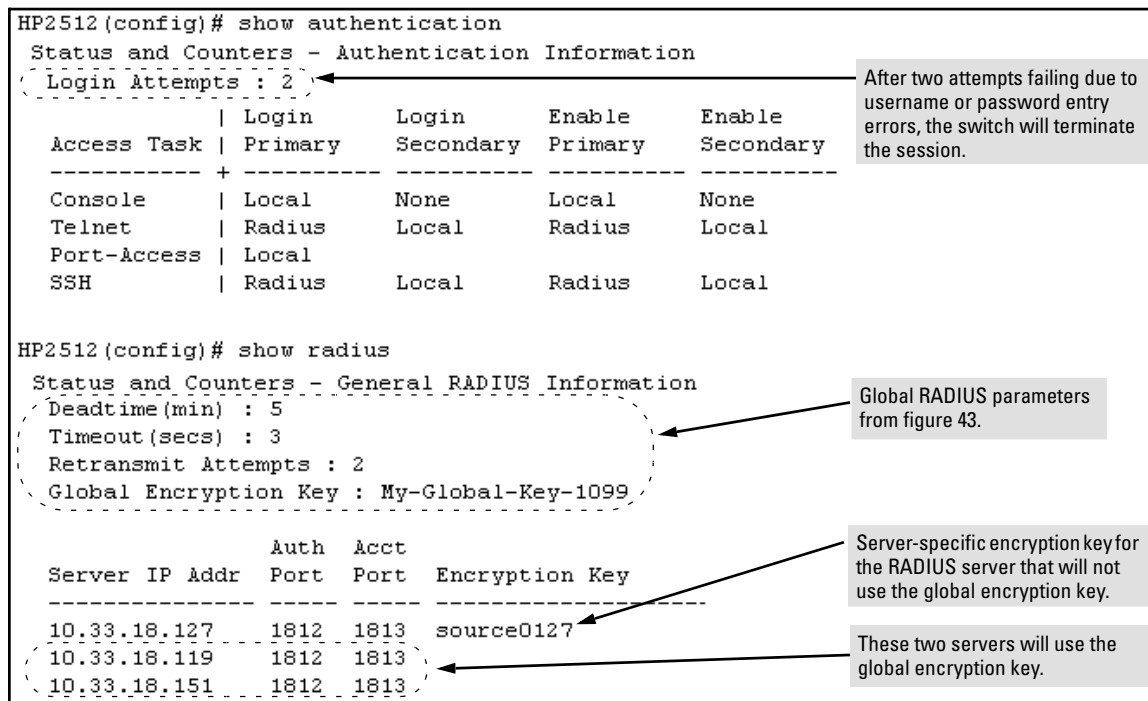 HP2512(config)# show authentication
Status and Counters - Authentication Information
Login Attempts : 2
After two attempts failing due to
username or password entry
errors, the switch will terminate
the session.
| Login Login Enable Enable
Access Task | Primary Secondary Primary Secondary
----------- + ---------- ---------- ---------- ----------
Console | Local None Local None
Telnet | Radius Local Radius Local
Port-Access | Local
SSH | Radius Local Radius Local
HP2512(config)# show radius
Status and Counters - General RADIUS Information
Deadtime(min) : 5
Timeout(secs) : 3
Retransmit Attempts : 2
Global Encryption Key : My-Global-Key-1099
Global RADIUS parameters
from figure 43.
Auth Acct
Server IP Addr Port Port Encryption Key
--------------- ----- ----- --------------------
10.33.18.127 1812 1813 source0127
10.33.18.119 1812 1813
10.33.18.151 1812 1813
Server-specific encryption key for
the RADIUS server that will not
use the global encryption key.
These two servers will use the
global encryption key.